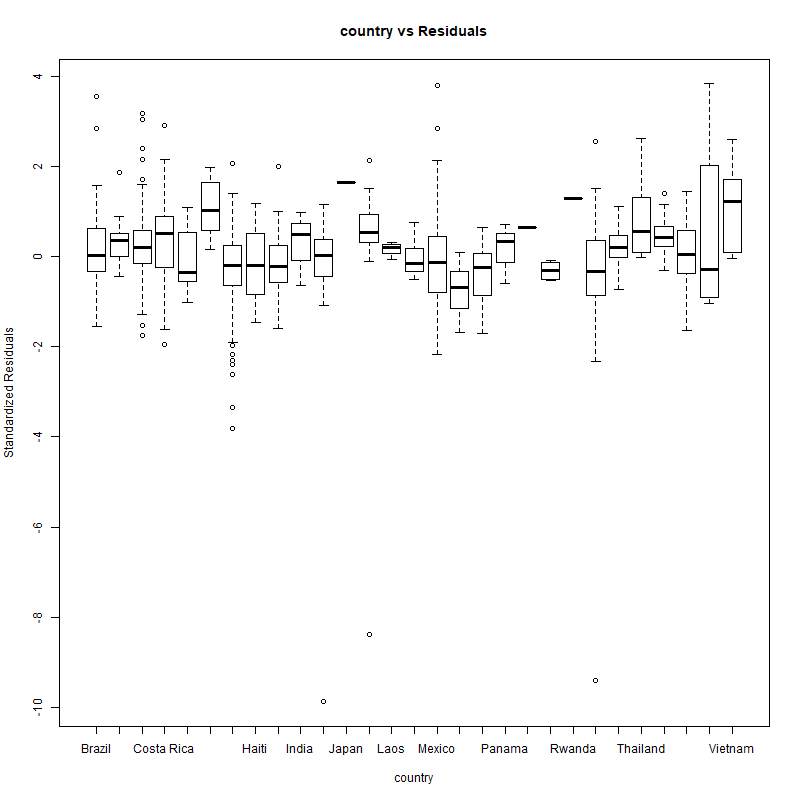 country vs Residuals
4
2
0
-2
-4
-6
-8
-10
Standardized Residuals
Brazil Costa Rica Haiti India Japan Laos Mexico Panama Rwanda Thailand Vietnam
country